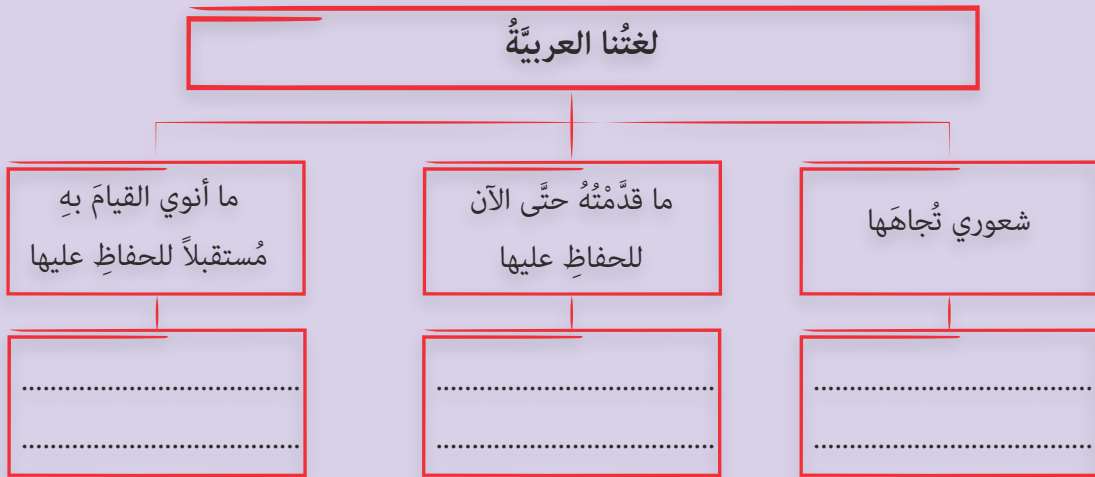 لغتُنا العربيَّةُ
شعوري تُجاهَها
ما قدَّمْتُهُ حتَّى الآن
للحفاظِ عليها
ما أنوي القيامَ بهِ
مُستقبلاً للحفاظِ عليها